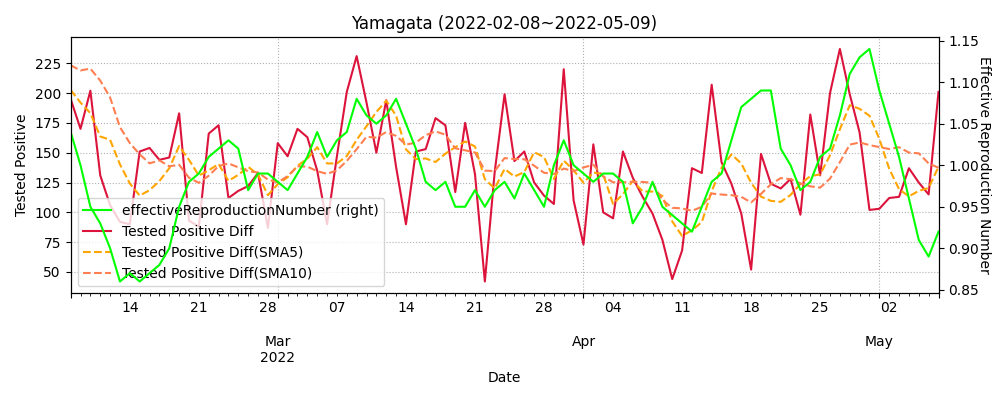 Yamagata (2022-02-08~2022-05-09)
Tested Positive
225
200
175
150
125
100
75
50
1.15
1.10
1.05
1.00
0.95
0.90
0.85
Effective Reproduction Number
effectiveReproductionNumber (right)
Tested Positive Diff
Tested Positive Diff(SMA5)
Tested Positive Diff(SMA10)
14 21 28 07 14 21 28 04 11 18 25 02
Mar Apr May
2022
Date